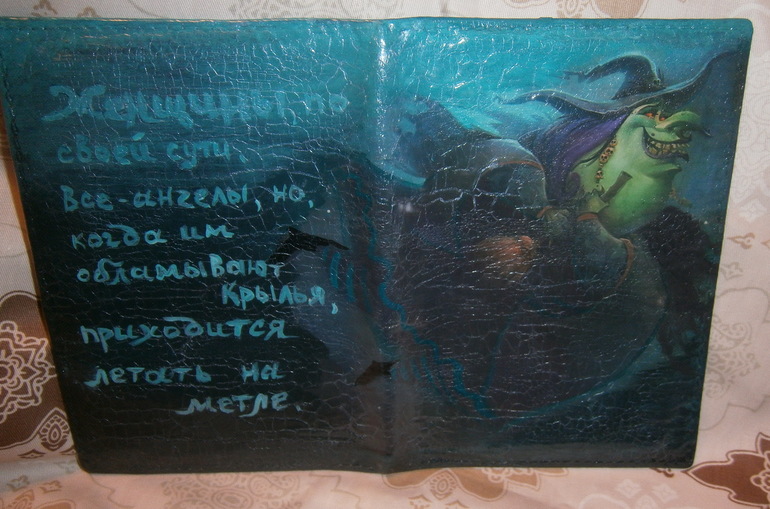 Женщины по
своей сути,
Все-ангелы, но,
когда им
обламывают
крылья,
приходится
летать на
метле.